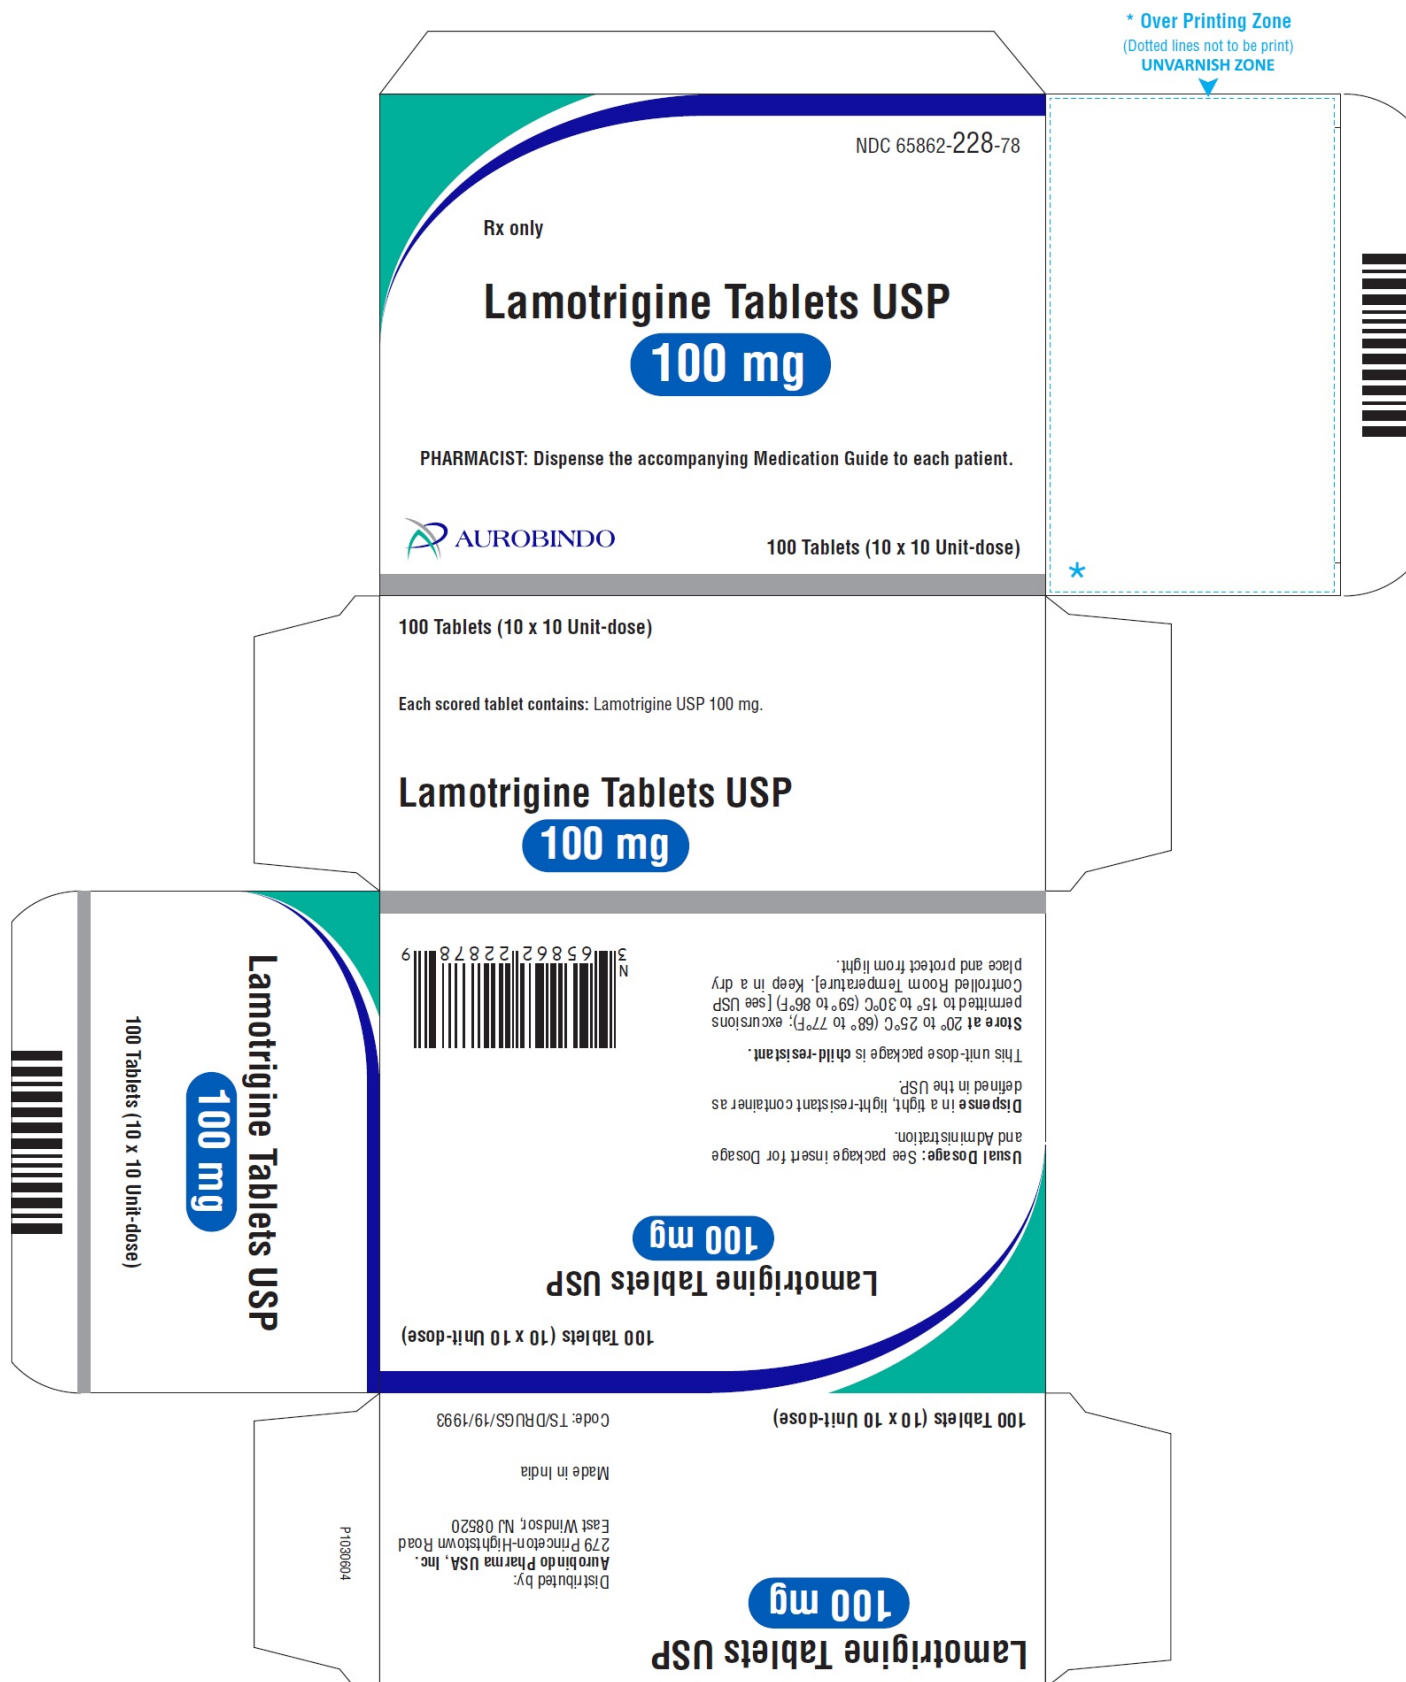 * Over Printing Zone
(Dotted lines not to be print)
UNVARNISH ZONE
NDC 65862-228-78
Rx only
Lamotrigine Tablets USP
100 mg
PHARMACIST: Dispense the accompanying Medication Guide to each patient.
AUROBINDO
100 Tablets (10 x 10 Unit-dose)
*
100 Tablets (10 x 10 Unit-dose)
Each scored tablet contains: Lamotrigine USP 100 mg.
Lamotrigine Tablets USP
100 mg
Lamotrigine Tablets USP
100 mg
100 Tablets (10 x 10 Unit-dose)
100 Tablets (10 x 10 Unit-dose)
Lamotrigine Tablets USP
100 mg
Usual Dosage: See package insert for Dosage
and Administration.
Dispense in a tight, light-resistant container as
defined in the USP.
This unit-dose package is child-resistant.
Store at 20° to 25°C (68° to 77°F); excursions
permitted to 15° to 30°C (59° to 86°F) [see USP
Controlled Room Temperature]. Keep in a dry
place and protect from light.
N
3 65862 22878 9
Lamotrigine Tablets USP
100 mg
100 Tablets (10 x 10 Unit-dose)
Distributed by:
Aurobindo Pharma USA, Inc.
279 Princeton-Hightstown Road
East Windsor, NJ 08520
Made in India
Code: TS/DRUGS/19/1993
P1030604